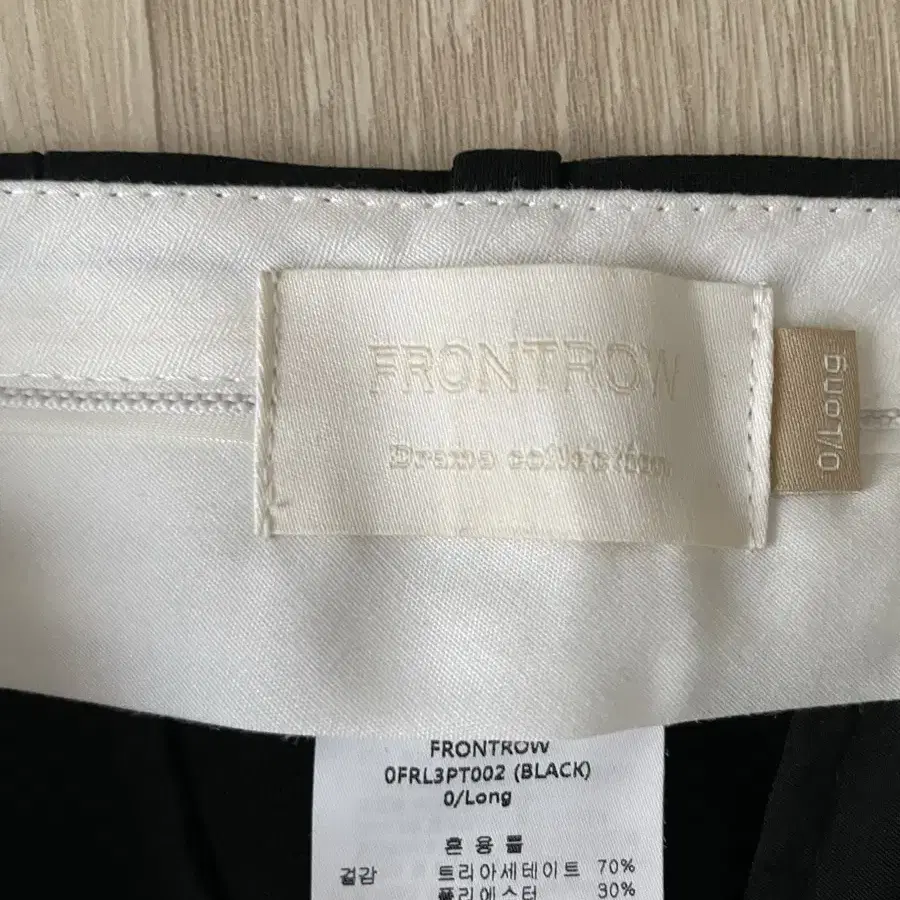 FRONTROW
Drama collection.
0/Long
FRONTROW
0FRL3PT002 (BLACK)
0/Long
혼 용 률
겉감 트리아세테이트 70%
폴리에스터 30%